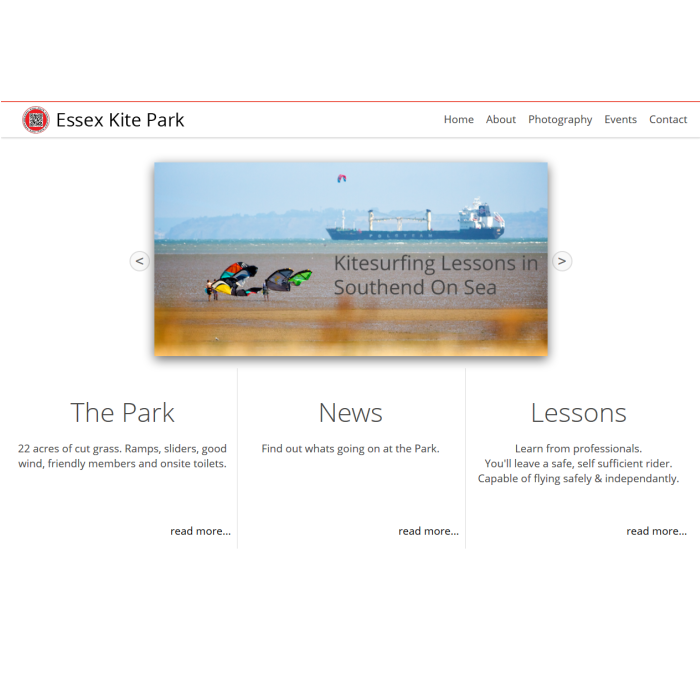 Essex Kite Park
Home About Photography Events Contact
<
>
Kitesurfing Lessons in
Southend On Sea
The Park
22 acres of cut grass. Ramps, sliders, good
wind, friendly members and onsite toilets.
read more...
News
Find out whats going on at the Park.
read more...
Lessons
Learn from professionals.
You'll leave a safe, self sufficient rider.
Capable of flying safely & independantly.
read more...